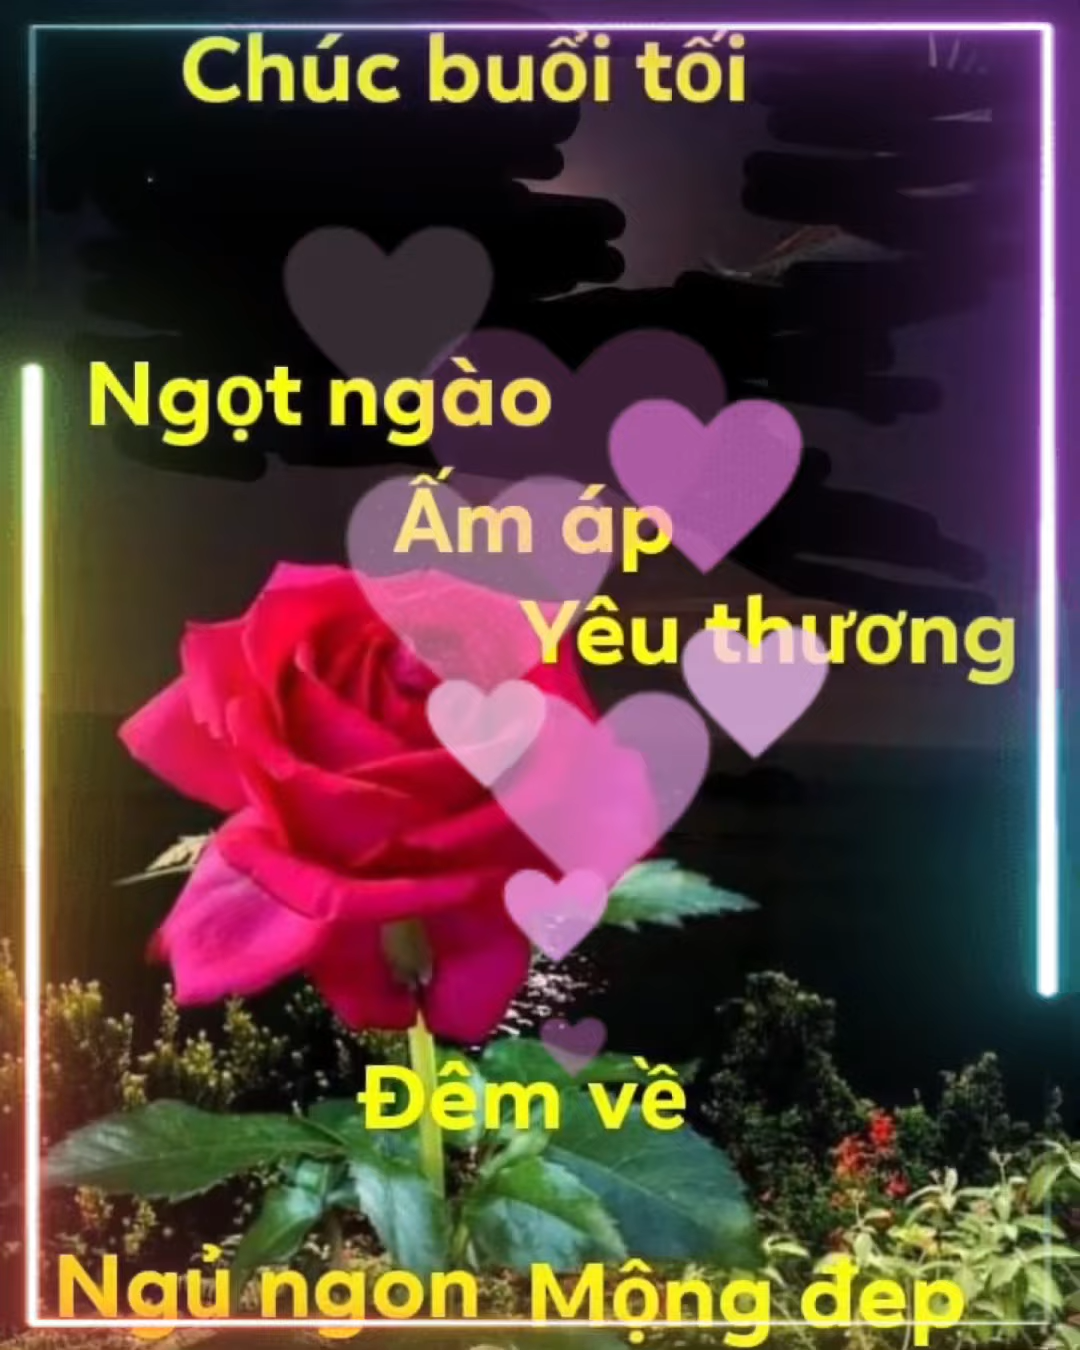 Chúc buổi tối
Ngọt ngào
Ấm áp
Yêu thương
Đêm về
Ngủ ngon Mộng đẹp